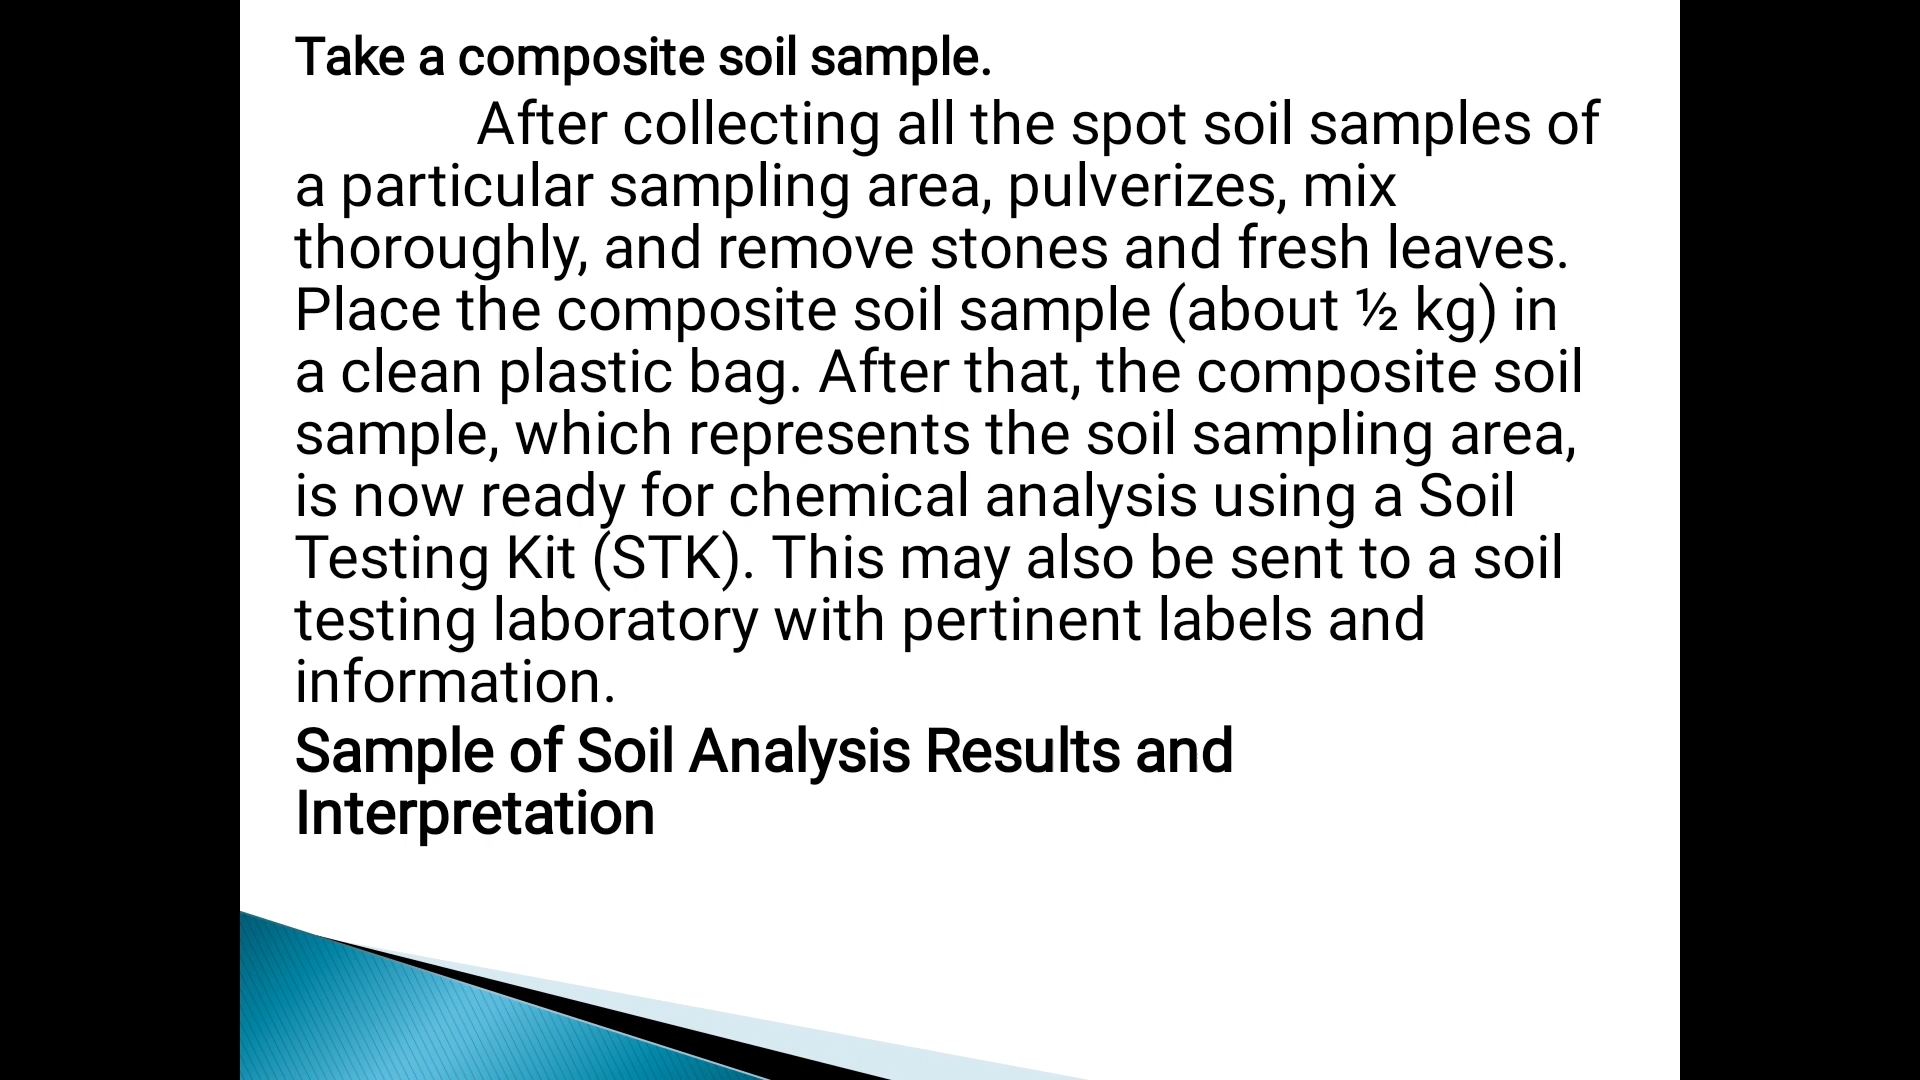 Take a composite soil sample.
After collecting all the spot soil samples of
a particular sampling area, pulverizes, mix
thoroughly, and remove stones and fresh leaves.
Place the composite soil sample (about ½ kg) in
a clean plastic bag. After that, the composite soil
sample, which represents the soil sampling area,
is now ready for chemical analysis using a Soil
Testing Kit (STK). This may also be sent to a soil
testing laboratory with pertinent labels and
information.
Sample of Soil Analysis Results and
Interpretation